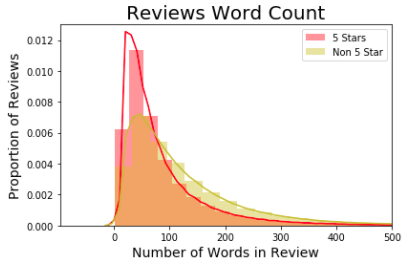 Reviews Word Count
5 Stars
Non 5 Star
Proportion of Reviews
0.012
0.010
0.008
0.006
0.004
0.002
0.000
0
100
200
300
400
500
Number of Words in Review